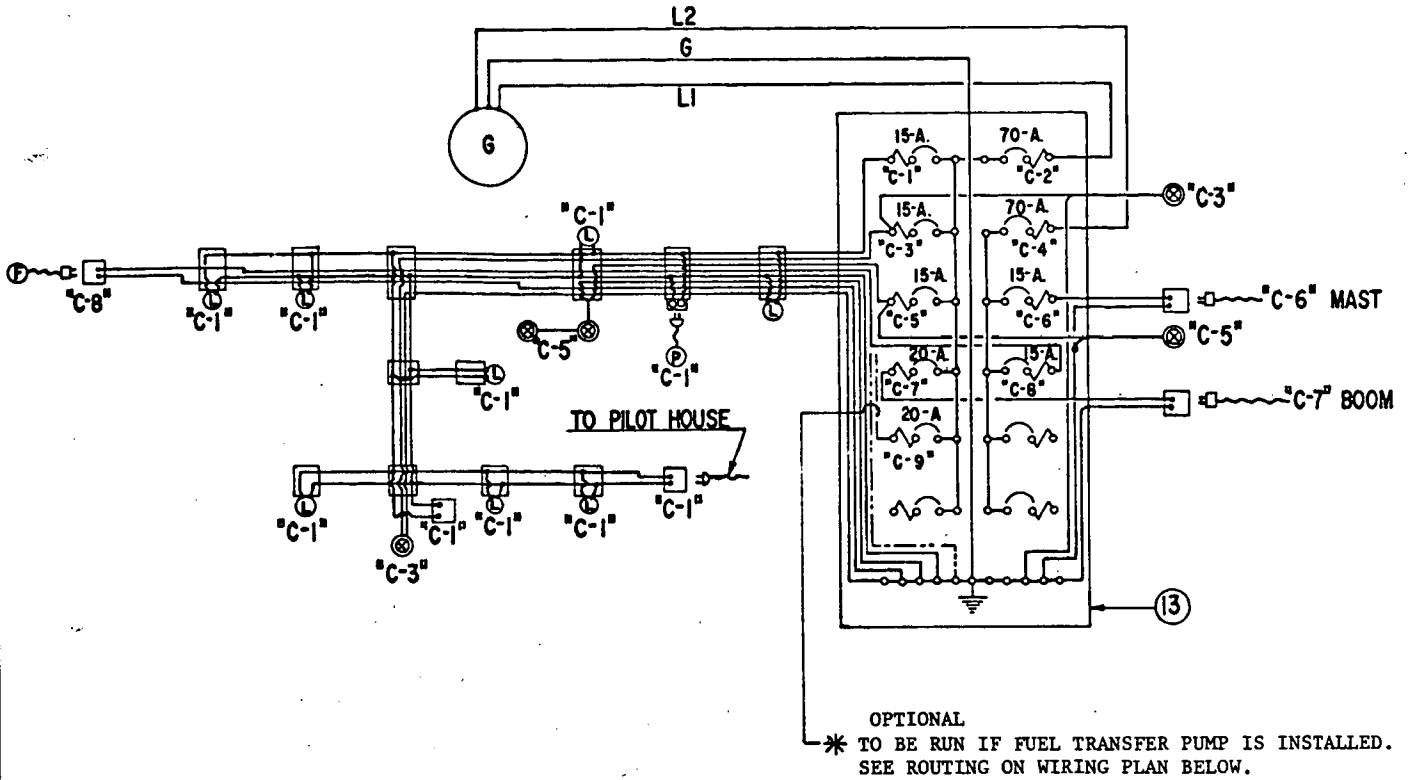 L2
G
L1
G
15-A.
70-A.
"C-1"
"C-2"
"C-3"
"C-1"
L
15-A.
70-A.
"C-3"
"C-4"
F
"C-8"
L
"C-1"
L
"C-1"
L
15-A.
15-A.
"C-5"
"C-6"
"C-6" MAST
"C-5"
"C-5"
P
"C-1"
L
"C-1"
20-A.
15-A.
"C-7"
"C-8"
"C-7" BOOM
TO PILOT HOUSE
20-A
"C-9"
L
"C-1"
"C-1"
L
"C-1"
L
"C-1"
"C-1"
"C-3"
13
OPTIONAL
* TO BE RUN IF FUEL TRANSFER PUMP IS INSTALLED.
SEE ROUTING ON WIRING PLAN BELOW.